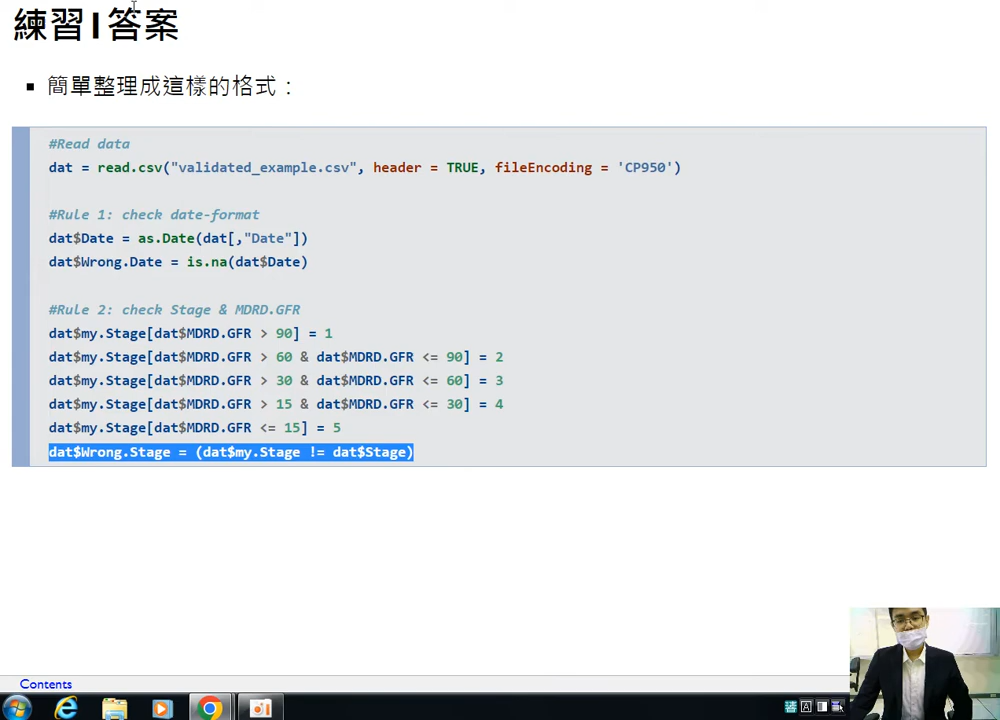 練習1答案
簡單整理成這樣的格式：
#Read data
dat = read.csv("validated_example.csv", header = TRUE, fileEncoding = 'CP950')
#Rule 1: check date-format
dat$Date = as.Date(dat[,"Date"])
dat$Wrong.Date = is.na(dat$Date)
#Rule 2: check Stage & MDRD.GFR
dat$my.Stage[dat$MDRD.GFR > 90] = 1
dat$my.Stage[dat$MDRD.GFR > 60 & dat$MDRD.GFR <= 90] = 2
dat$my.Stage[dat$MDRD.GFR > 30 & dat$MDRD.GFR <= 60] = 3
dat$my.Stage[dat$MDRD.GFR > 15 & dat$MDRD.GFR <= 30] = 4
dat$my.Stage[dat$MDRD.GFR <= 15] = 5
dat$Wrong.Stage = (dat$my.Stage != dat$Stage)
Contents